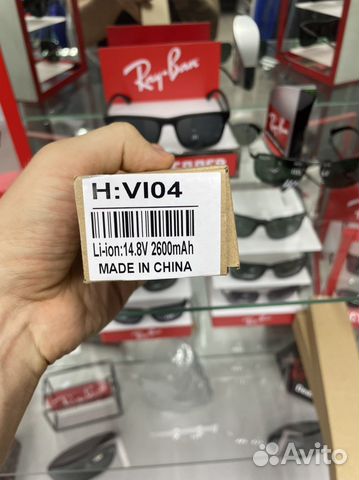 Ray-Ban
H:VI04
Li-ion:14.8V 2600mAh
MADE IN CHINA
Avito